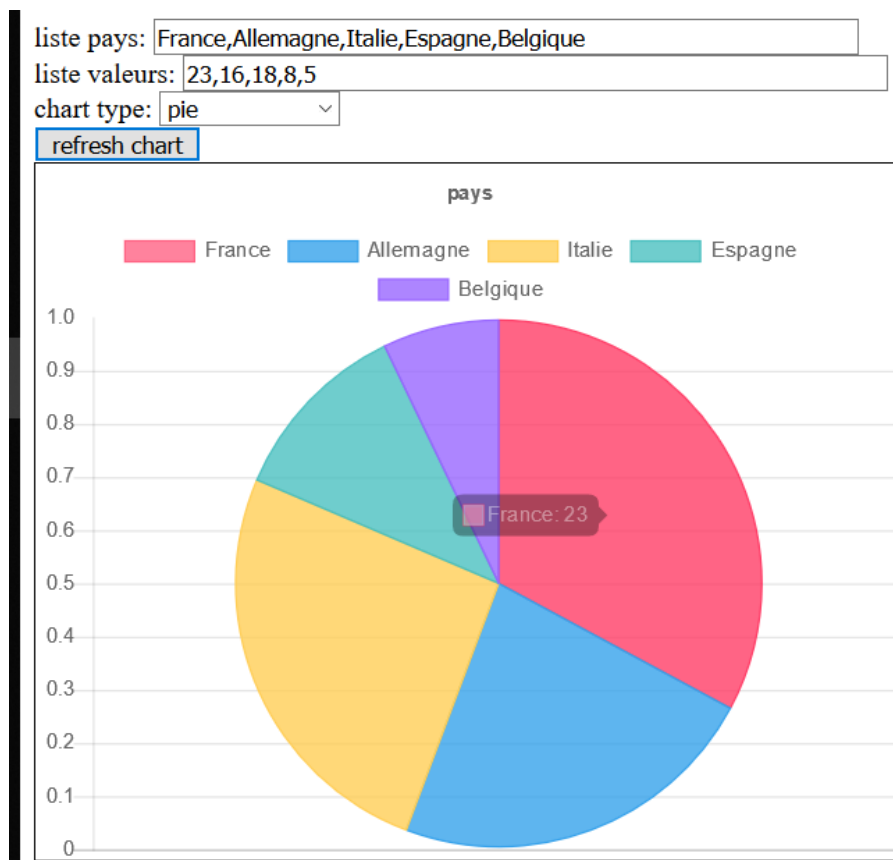 liste pays: France,Allemagne,Italie,Espagne,Belgique
liste valeurs: 23,16,18,8,5
chart type: pie
refresh chart
pays
France Allemagne Italie Espagne
Belgique
1.0
0.9
0.8
0.7
0.6
France: 23
0.5
0.4
0.3
0.2
0.1
0